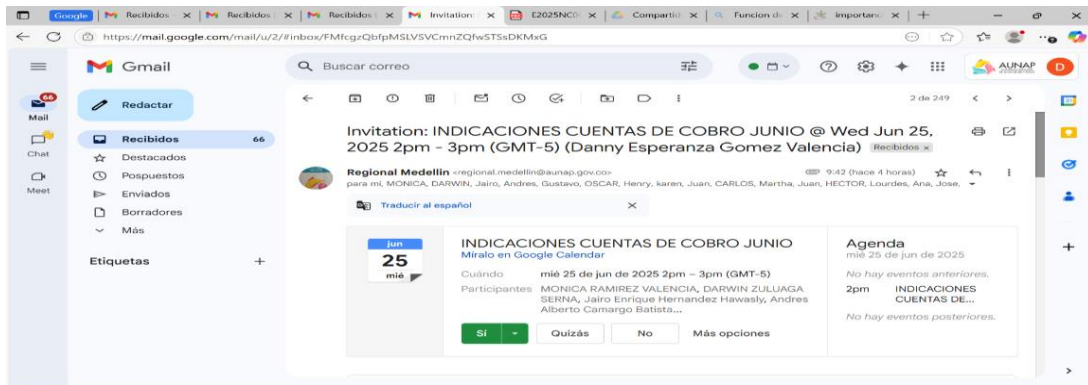 Google
Recibidos -
Recibidos (
Recibidos (
Invitation:
E2025NC0
Compartid
Funcion de
importanc
https://mail.google.com/mail/u/2/#inbox/FMfcgzQbfpMSLVSVCmnZQfwSTSsDKMxG
Gmail
Buscar correo
AUNAP
D
66
Mail
Chat
Meet
Redactar
Recibidos 66
Destacados
Pospuestos
Enviados
Borradores
Más
Etiquetas
2 de 249
Invitation: INDICACIONES CUENTAS DE COBRO JUNIO @ Wed Jun 25,
2025 2pm - 3pm (GMT-5) (Danny Esperanza Gomez Valencia) Recibidos x
Regional Medellin <regional.medellin@aunap.gov.co> 9:42 (hace 4 horas)
para mí, MONICA, DARWIN, Jairo, Andres, Gustavo, OSCAR, Henry, karen, Juan, CARLOS, Martha, Juan, HECTOR, Lourdes, Ana, Jose,
Traducir al español
jun
25
mié
INDICACIONES CUENTAS DE COBRO JUNIO
Míralo en Google Calendar
Cuándo mié 25 de jun de 2025 2pm – 3pm (GMT-5)
Participantes MONICA RAMIREZ VALENCIA, DARWIN ZULUAGA
SERNA, Jairo Enrique Hernandez Hawasly, Andres
Alberto Camargo Batista...
Sí
Quizás
No
Más opciones
Agenda
mié 25 de jun de 2025
No hay eventos anteriores.
2pm INDICACIONES
CUENTAS DE...
No hay eventos posteriores.